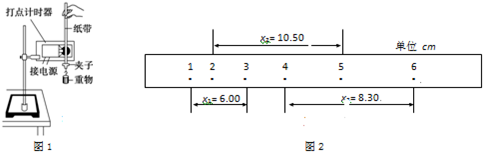 打点计时器
纸带
接电源
夹子
重物
图1
x₂=10.50
单位 cm
1 2 3 4 5 6
x₁=6.00
x₃=8.30.
图2